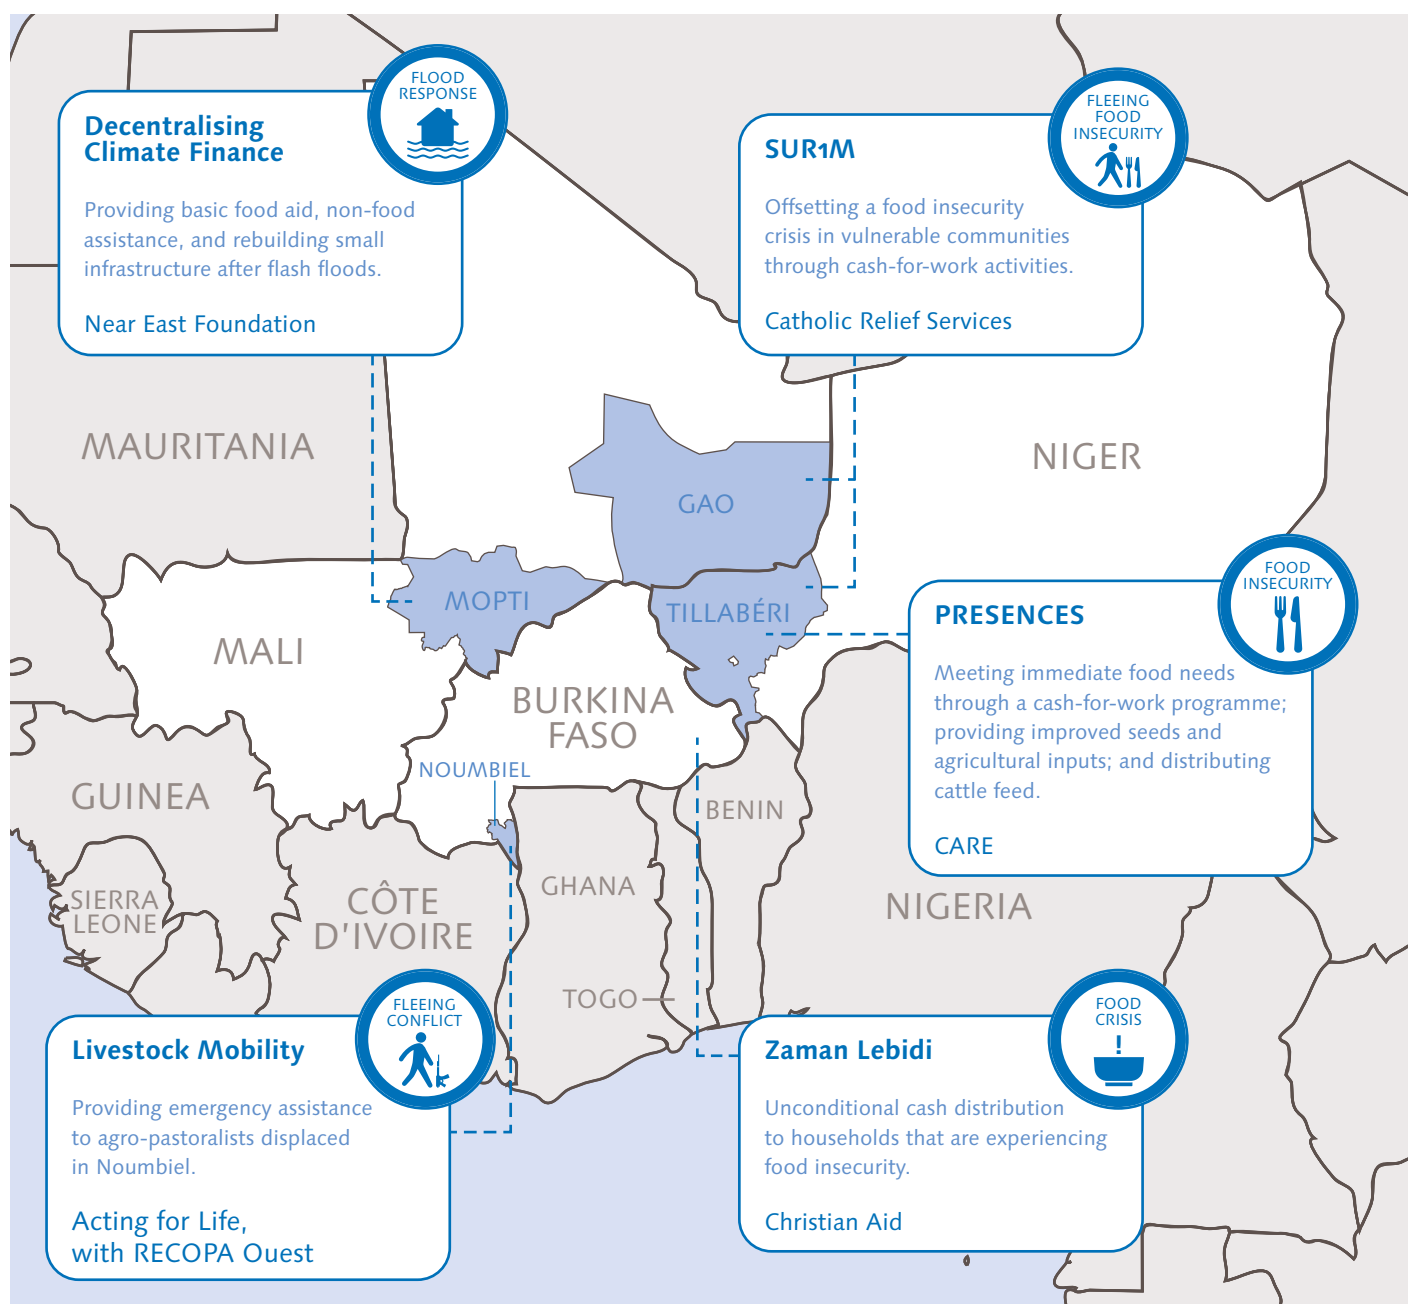 FLOOD
RESPONSE
Decentralising
Climate Finance
Providing basic food aid, non-food
assistance, and rebuilding small
infrastructure after flash floods.
Near East Foundation
FLEEING
FOOD
INSECURITY
SUR1M
Offsetting a food insecurity
crisis in vulnerable communities
through cash-for-work activities.
Catholic Relief Services
MAURITANIA
NIGER
GAO
MOPTI
TILLABÉRI
MALI
BURKINA
FASO
NOUMBIEL
FOOD
INSECURITY
PRESENCES
Meeting immediate food needs
through a cash-for-work programme;
providing improved seeds and
agricultural inputs; and distributing
cattle feed.
CARE
GUINEA
BENIN
SIERRA
LEONE
CÔTE
D'IVOIRE
GHANA
NIGERIA
TOGO
FLEEING
CONFLICT
Livestock Mobility
Providing emergency assistance
to agro-pastoralists displaced
in Noumbiel.
Acting for Life,
with RECOPA Ouest
FOOD
CRISIS
!
Zaman Lebidi
Unconditional cash distribution
to households that are experiencing
food insecurity.
Christian Aid